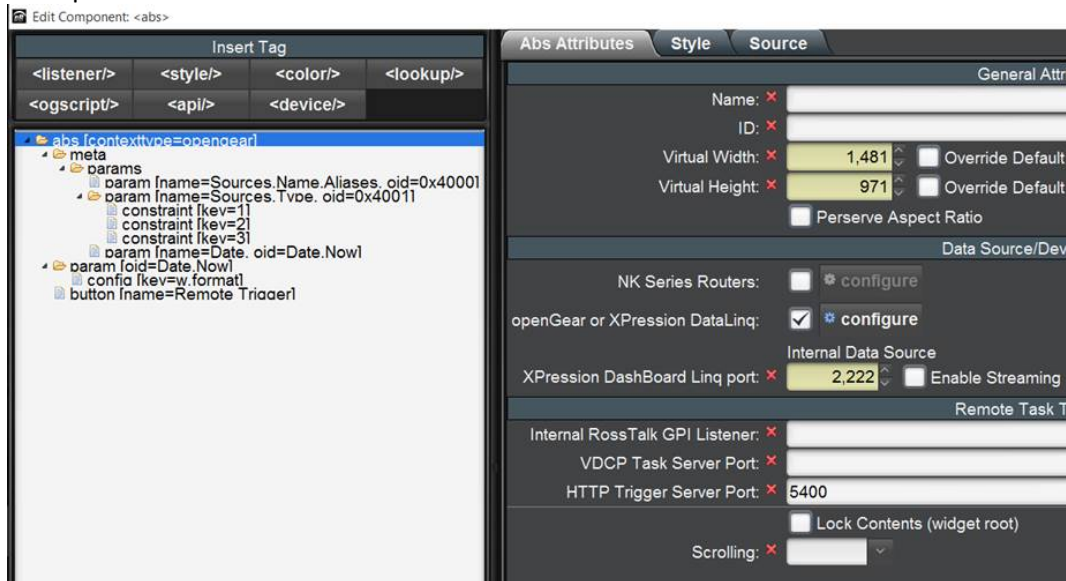 Edit Component: <abs>
Insert Tag
<listener/> <style/> <color/> <lookup/>
<ogscript/> <api/> <device/>
abs [contexttype=opengear]
meta
params
param [name=Sources.Name.Aliases, oid=0x4000]
param [name=Sources.Type, oid=0x4001]
constraint [key=1]
constraint [key=2]
constraint [key=3]
param [name=Date, oid=Date.Now]
param [oid=Date.Now]
config [key=w.format]
button [name=Remote Trigger]
Abs Attributes Style Source
General Attr
Name:
ID:
Virtual Width: 1,481 Override Default
Virtual Height: 971 Override Default
Perserve Aspect Ratio
Data Source/Dev
NK Series Routers: configure
openGear or XPression DataLinq: configure
Internal Data Source
XPression DashBoard Linq port: 2,222 Enable Streaming
Remote Task T
Internal RossTalk GPI Listener:
VDCP Task Server Port:
HTTP Trigger Server Port: 5400
Lock Contents (widget root)
Scrolling: